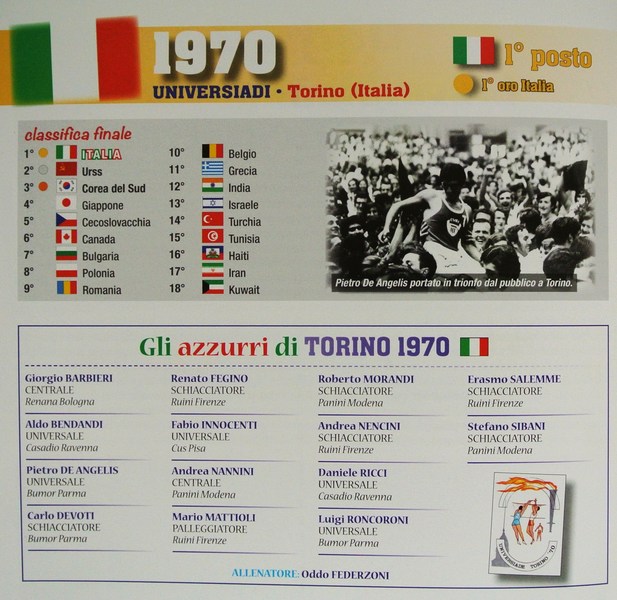 1970
UNIVERSIADI • Torino (Italia)
1° posto
1° oro Italia
classifica finale
1° ITALIA
2° Urss
3° Corea del Sud
4° Giappone
5° Cecoslovacchia
6° Canada
7° Bulgaria
8° Polonia
9° Romania
10° Belgio
11° Grecia
12° India
13° Israele
14° Turchia
15° Tunisia
16° Haiti
17° Iran
18° Kuwait
Pietro De Angelis portato in trionfo dal pubblico a Torino.
Gli azzurri di TORINO 1970
Giorgio BARBIERI
CENTRALE
Renana Bologna
Aldo BENDANDI
UNIVERSALE
Casadio Ravenna
Pietro DE ANGELIS
UNIVERSALE
Bumor Parma
Carlo DEVOTI
SCHIACCIATORE
Bumor Parma
Renato FEGINO
SCHIACCIATORE
Ruini Firenze
Fabio INNOCENTI
UNIVERSALE
Cus Pisa
Andrea NANNINI
CENTRALE
Panini Modena
Mario MATTIOLI
PALLEGGIATORE
Ruini Firenze
Roberto MORANDI
SCHIACCIATORE
Panini Modena
Andrea NENCINI
SCHIACCIATORE
Ruini Firenze
Daniele RICCI
UNIVERSALE
Casadio Ravenna
Luigi RONCORONI
UNIVERSALE
Bumor Parma
Erasmo SALEMME
SCHIACCIATORE
Ruini Firenze
Stefano SIBANI
SCHIACCIATORE
Panini Modena
UNIVERSIADE TORINO '70
ALLENATORE: Oddo FEDERZONI